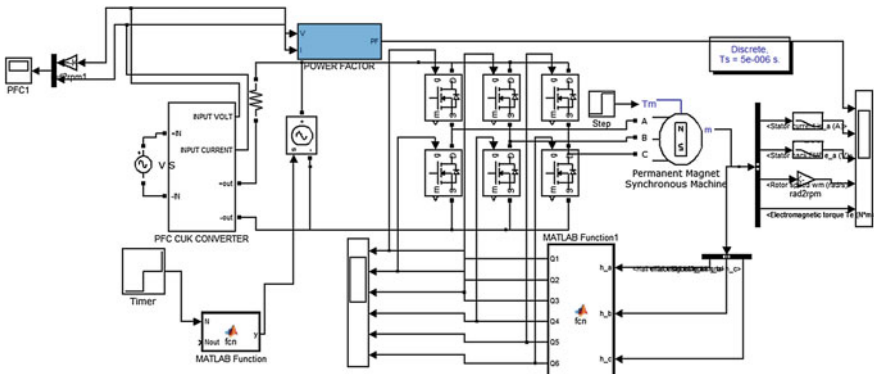 V
I
PF
POWER FACTOR
Discrete,
Ts = 5e-006 s.
PFC1
INPUT VOLT
INPUT CURRENT
+IN
-IN
+out
-out
V S
PFC CUK CONVERTER
Step
Tm
A
B
C
m
N
S
Permanent Magnet
Synchronous Machine
rad2rpm
<Electromagnetic torque Te (N*m
Timer
N
Nout
y
fcn
MATLAB Function
MATLAB Function1
Q1
Q2
Q3
Q4
Q5
Q6
h_a
h_b
h_c
fcn